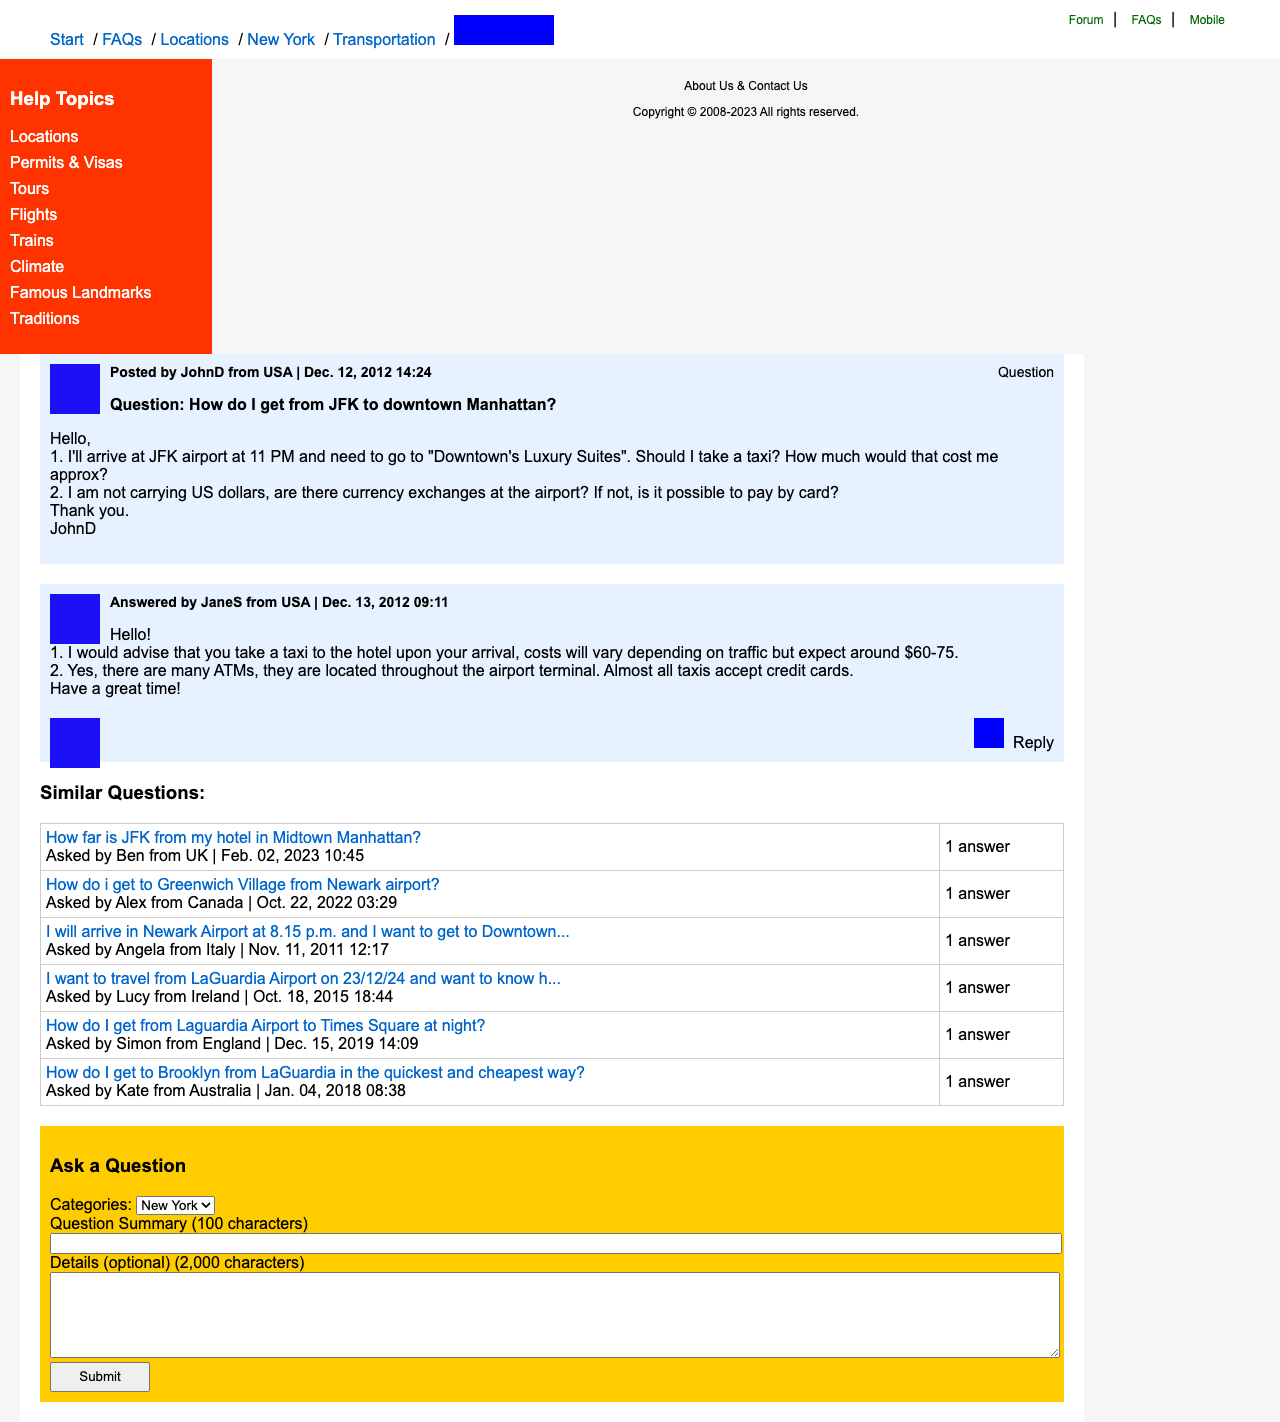 Start / FAQs / Locations / New York / Transportation /
Forum | FAQs | Mobile
Help Topics
Locations
Permits & Visas
Tours
Flights
Trains
Climate
Famous Landmarks
Traditions
About Us & Contact Us
Copyright © 2008-2023 All rights reserved.
Posted by JohnD from USA | Dec. 12, 2012 14:24
Question
Question: How do I get from JFK to downtown Manhattan?
Hello,
1. I'll arrive at JFK airport at 11 PM and need to go to "Downtown's Luxury Suites". Should I take a taxi? How much would that cost me
approx?
2. I am not carrying US dollars, are there currency exchanges at the airport? If not, is it possible to pay by card?
Thank you.
JohnD
Answered by JaneS from USA | Dec. 13, 2012 09:11
Hello!
1. I would advise that you take a taxi to the hotel upon your arrival, costs will vary depending on traffic but expect around $60-75.
2. Yes, there are many ATMs, they are located throughout the airport terminal. Almost all taxis accept credit cards.
Have a great time!
Reply
Similar Questions:
How far is JFK from my hotel in Midtown Manhattan?
Asked by Ben from UK | Feb. 02, 2023 10:45
1 answer
How do i get to Greenwich Village from Newark airport?
Asked by Alex from Canada | Oct. 22, 2022 03:29
1 answer
I will arrive in Newark Airport at 8.15 p.m. and I want to get to Downtown...
Asked by Angela from Italy | Nov. 11, 2011 12:17
1 answer
I want to travel from LaGuardia Airport on 23/12/24 and want to know h...
Asked by Lucy from Ireland | Oct. 18, 2015 18:44
1 answer
How do I get from Laguardia Airport to Times Square at night?
Asked by Simon from England | Dec. 15, 2019 14:09
1 answer
How do I get to Brooklyn from LaGuardia in the quickest and cheapest way?
Asked by Kate from Australia | Jan. 04, 2018 08:38
1 answer
Ask a Question
Categories: New York
Question Summary (100 characters)
Details (optional) (2,000 characters)
Submit